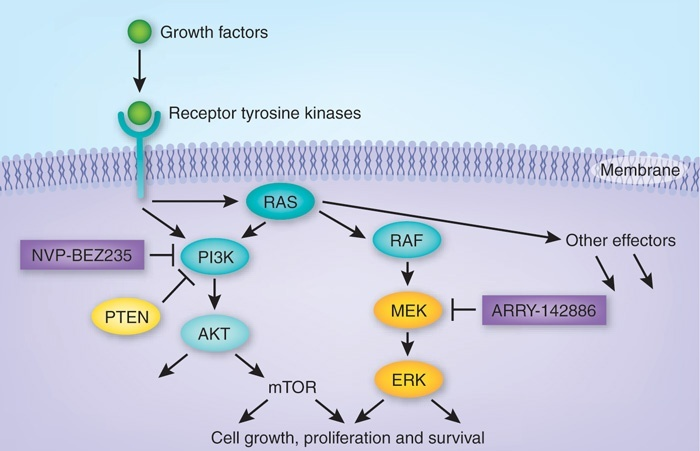 Growth factors
Receptor tyrosine kinases
Membrane
RAS
RAF
Other effectors
NVP-BEZ235
PI3K
PTEN
MEK
ARRY-142886
AKT
ERK
mTOR
Cell growth, proliferation and survival